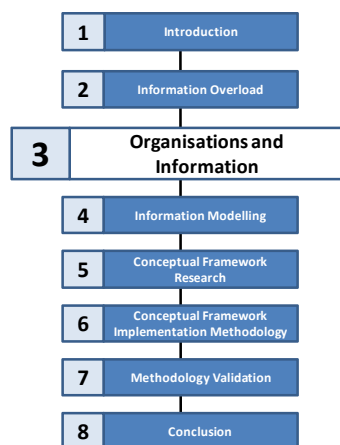 1 Introduction
2 Information Overload
3 Organisations and
Information
4 Information Modelling
5 Conceptual Framework
Research
6 Conceptual Framework
Implementation Methodology
7 Methodology Validation
8 Conclusion